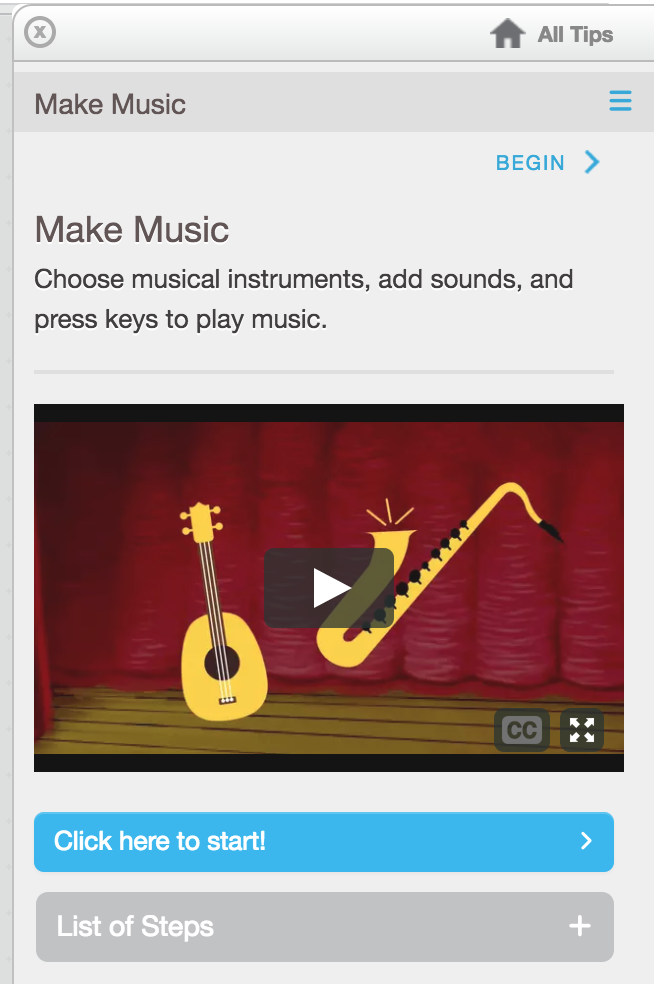 All Tips
Make Music
BEGIN
Make Music
Choose musical instruments, add sounds, and
press keys to play music.
CC
Click here to start!
List of Steps